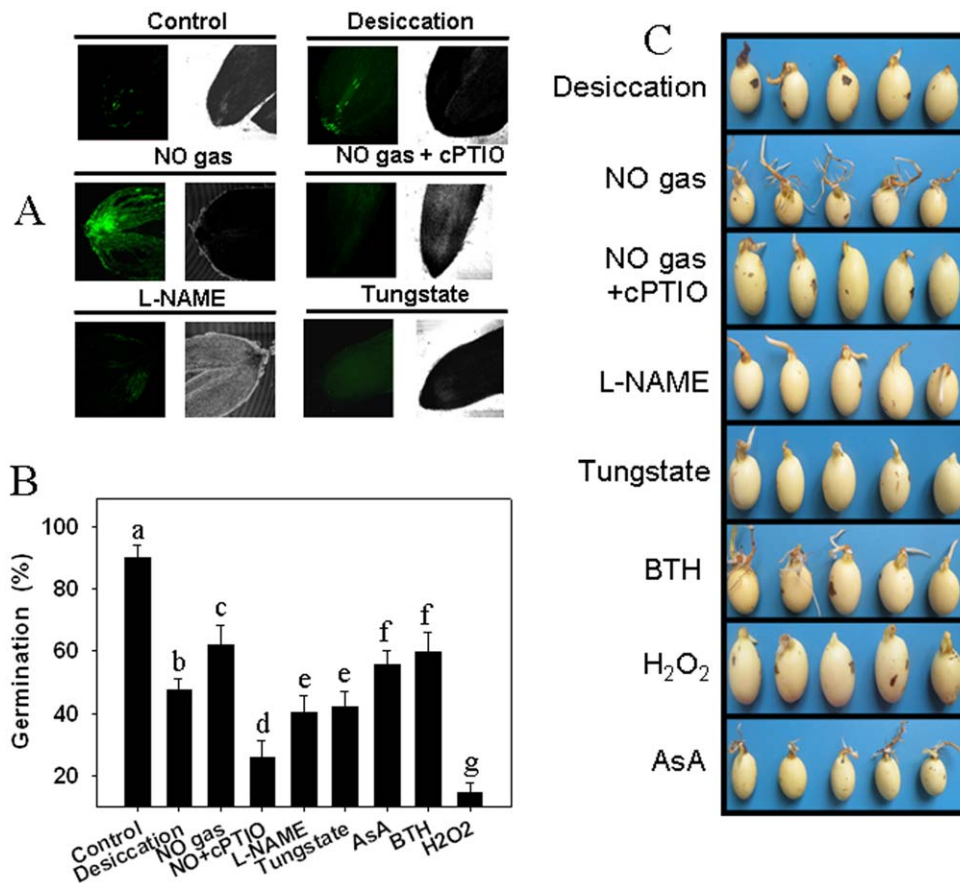 A
Control
Desiccation
NO gas
NO gas + cPTIO
L-NAME
Tungstate
B
Germination (%)
100
80
60
40
20
a
b
c
d
e
e
f
f
g
Control
Desiccation
NO gas
NO+cPTIO
L-NAME
Tungstate
AsA
BTH
H2O2
C
Desiccation
NO gas
NO gas
+cPTIO
L-NAME
Tungstate
BTH
H₂O₂
AsA